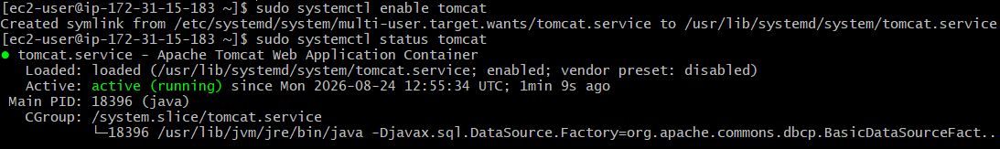 [ec2-user@ip-172-31-15-183 ~]$ sudo systemctl enable tomcat
Created symlink from /etc/systemd/system/multi-user.target.wants/tomcat.service to /usr/lib/systemd/system/tomcat.service
[ec2-user@ip-172-31-15-183 ~]$ sudo systemctl status tomcat
● tomcat.service - Apache Tomcat Web Application Container
   Loaded: loaded (/usr/lib/systemd/system/tomcat.service; enabled; vendor preset: disabled)
   Active: active (running) since Mon 2026-08-24 12:55:34 UTC; 1min 9s ago
 Main PID: 18396 (java)
   CGroup: /system.slice/tomcat.service
           └─18396 /usr/lib/jvm/jre/bin/java -Djavax.sql.DataSource.Factory=org.apache.commons.dbcp.BasicDataSourceFact..